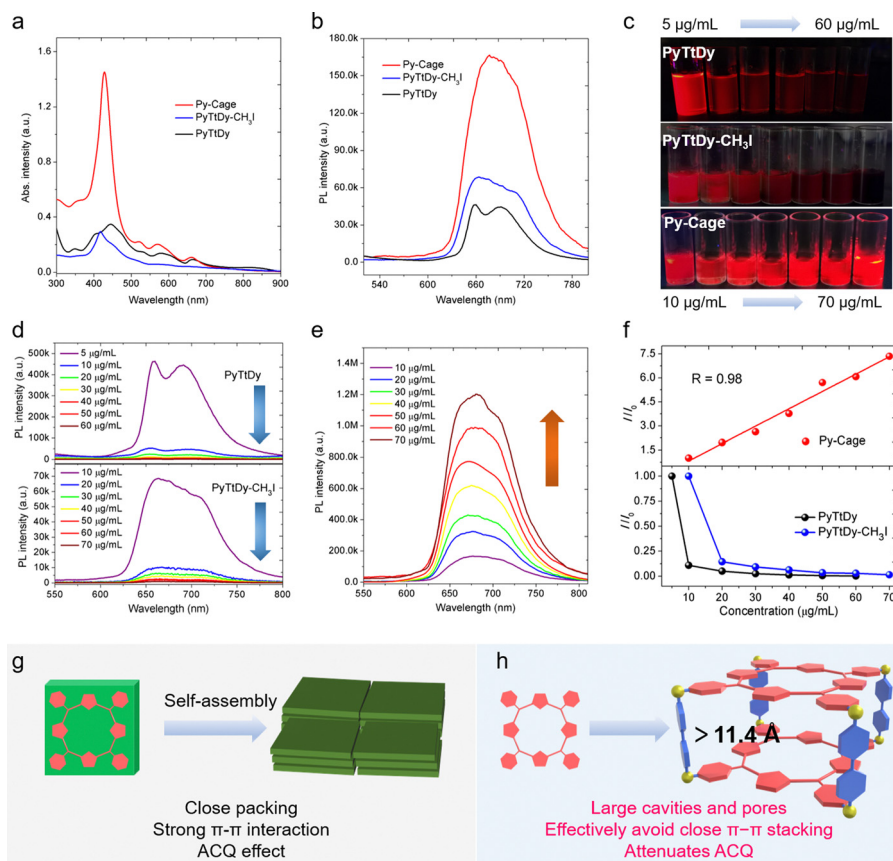 a
1.6
1.2
0.8
0.4
0.0
Abs. intensity (a.u.)
Py-Cage
PyTtDy-CH₃I
PyTtDy
300 400 500 600 700 800 900
Wavelength (nm)
b
180.0k
150.0k
120.0k
90.0k
60.0k
30.0k
0.0
PL intensity (a.u.)
Py-Cage
PyTtDy-CH₃I
PyTtDy
540 600 660 720 780
Wavelength (nm)
c
5 μg/mL 60 μg/mL
PyTtDy
PyTtDy-CH₃I
Py-Cage
10 μg/mL 70 μg/mL
d
500k
400k
300k
200k
100k
0
PL intensity (a.u.)
5 μg/mL
10 μg/mL
20 μg/mL
30 μg/mL
40 μg/mL
50 μg/mL
60 μg/mL
PyTtDy
70k
60k
50k
40k
30k
20k
10k
0
PL intensity (a.u.)
10 μg/mL
20 μg/mL
30 μg/mL
40 μg/mL
50 μg/mL
60 μg/mL
70 μg/mL
PyTtDy-CH₃I
550 600 650 700 750 800
Wavelength (nm)
e
1.4M
1.2M
1.0M
800.0k
600.0k
400.0k
200.0k
0.0
PL intensity (a.u.)
10 μg/mL
20 μg/mL
30 μg/mL
40 μg/mL
50 μg/mL
60 μg/mL
70 μg/mL
550 600 650 700 750 800
Wavelength (nm)
f
7.5
6.0
4.5
3.0
1.5
I/I₀
R = 0.98
Py-Cage
1.00
0.75
0.50
0.25
0.00
I/I₀
PyTtDy
PyTtDy-CH₃I
10 20 30 40 50 60 70
Concentration (μg/mL)
g
Self-assembly
Close packing
Strong π-π interaction
ACQ effect
h
> 11.4 Å
Large cavities and pores
Effectively avoid close π−π stacking
Attenuates ACQ